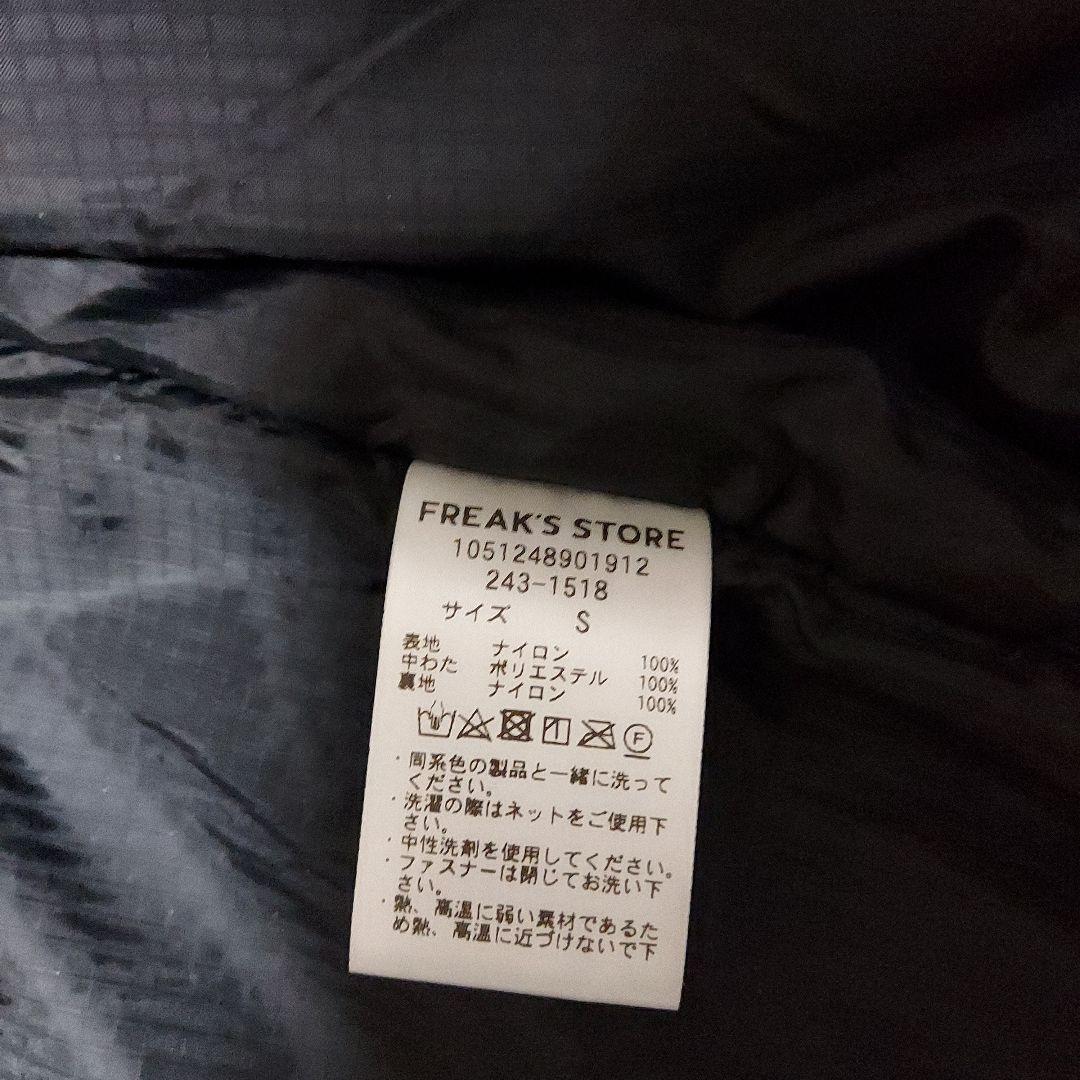 FREAK'S STORE
1051248901912
243-1518
サイズ S
表地 ナイロン 100%
中わた ポリエステル 100%
裏地 ナイロン 100%
F
・同系色の製品と一緒に洗って
ください。
・洗濯の際はネットをご使用下
さい。
・中性洗剤を使用してください。
・ファスナーは閉じてお洗い下
さい。
・熱、高温に弱い素材であるた
め熱、高温に近づけないで下